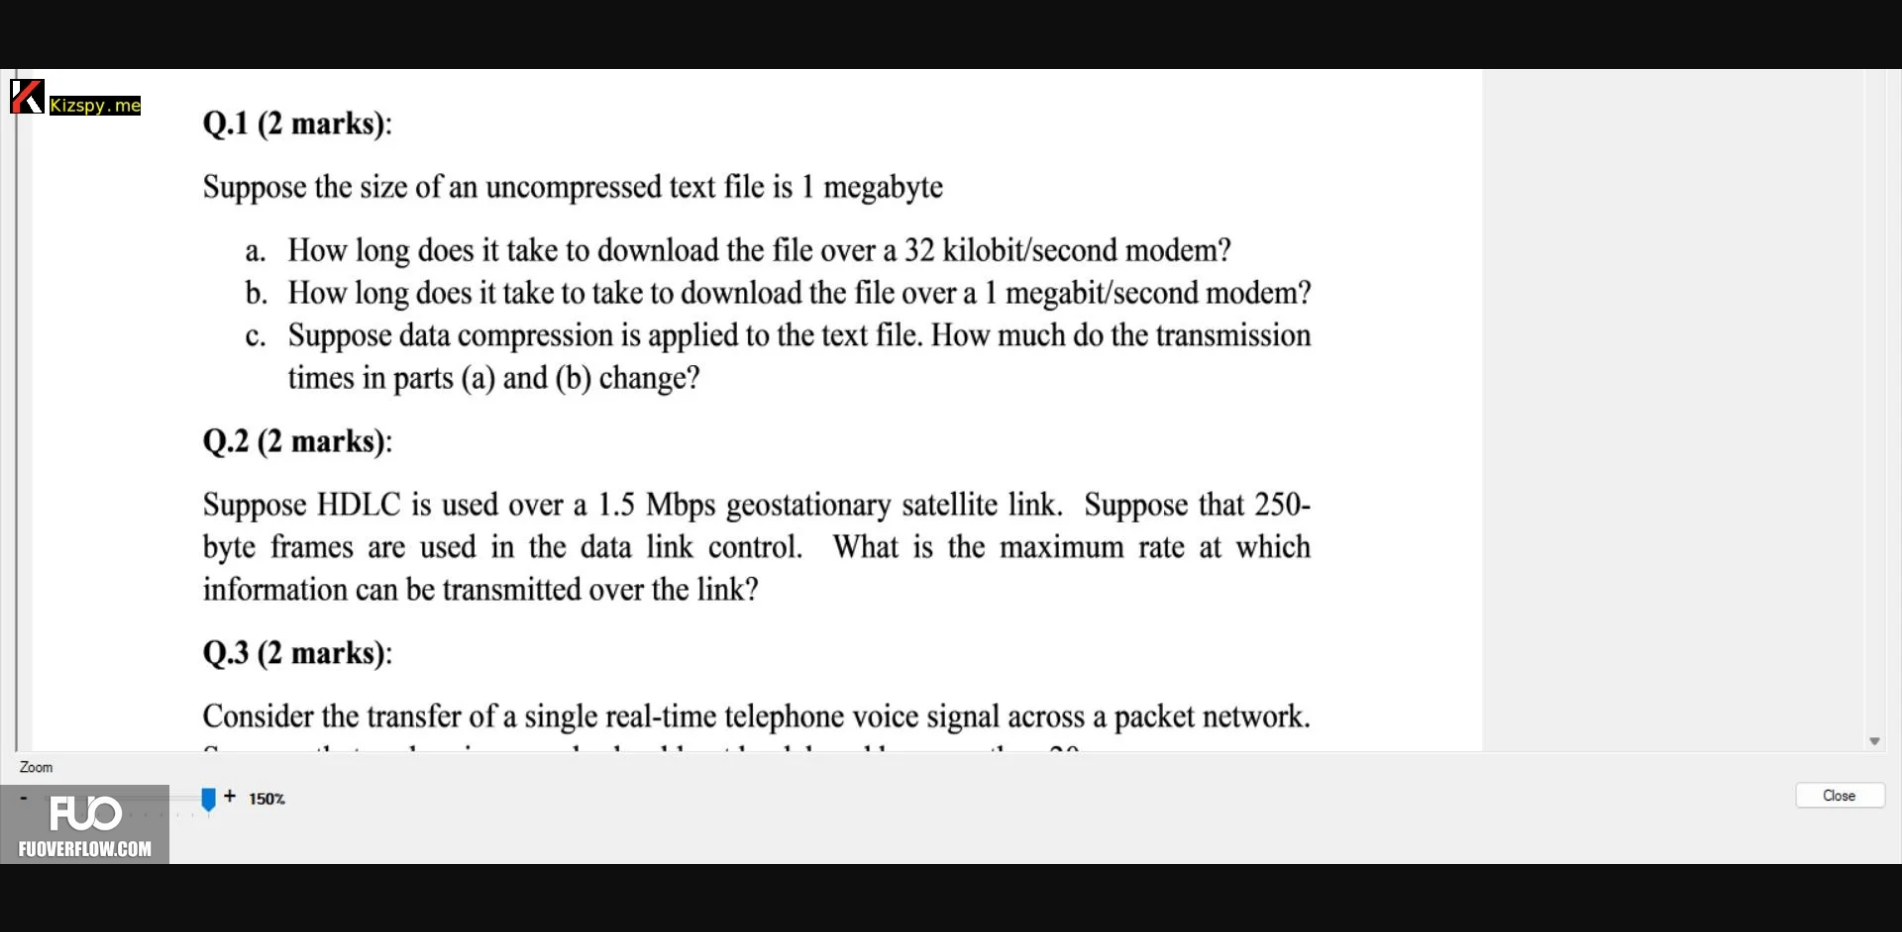 Kizspy.me
Q.1 (2 marks):
Suppose the size of an uncompressed text file is 1 megabyte
a. How long does it take to download the file over a 32 kilobit/second modem?
b. How long does it take to take to download the file over a 1 megabit/second modem?
c. Suppose data compression is applied to the text file. How much do the transmission
times in parts (a) and (b) change?
Q.2 (2 marks):
Suppose HDLC is used over a 1.5 Mbps geostationary satellite link. Suppose that 250-
byte frames are used in the data link control. What is the maximum rate at which
information can be transmitted over the link?
Q.3 (2 marks):
Consider the transfer of a single real-time telephone voice signal across a packet network.
Zoom
- + 150%
Close
FUO
FUOVERFLOW.COM